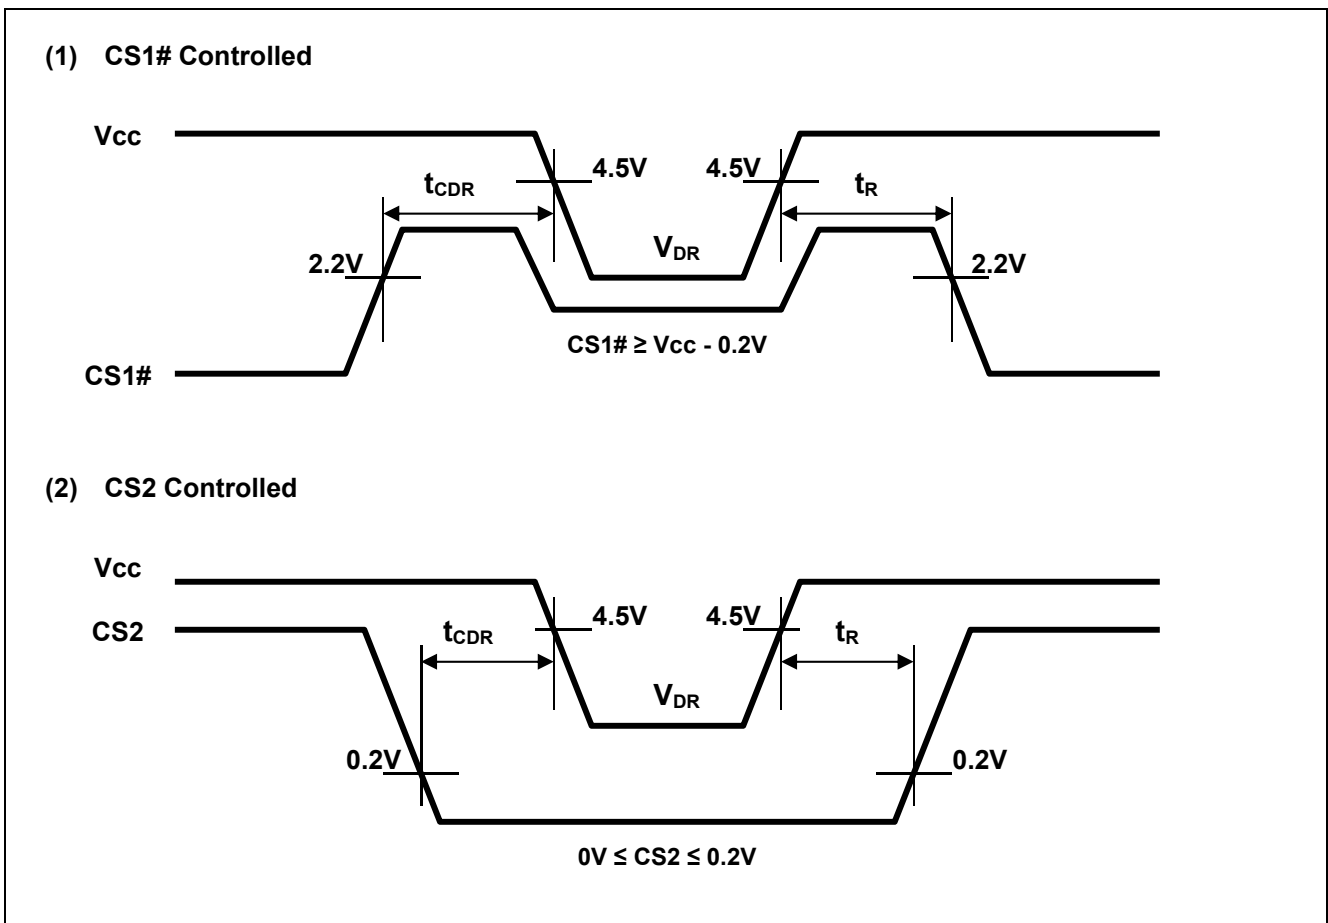 (1) CS1# Controlled
Vcc
4.5V 4.5V
tCDR tR
VDR
2.2V 2.2V
CS1# ≥ Vcc - 0.2V
CS1#
(2) CS2 Controlled
Vcc
4.5V 4.5V
CS2
tCDR tR
VDR
0.2V 0.2V
0V ≤ CS2 ≤ 0.2V